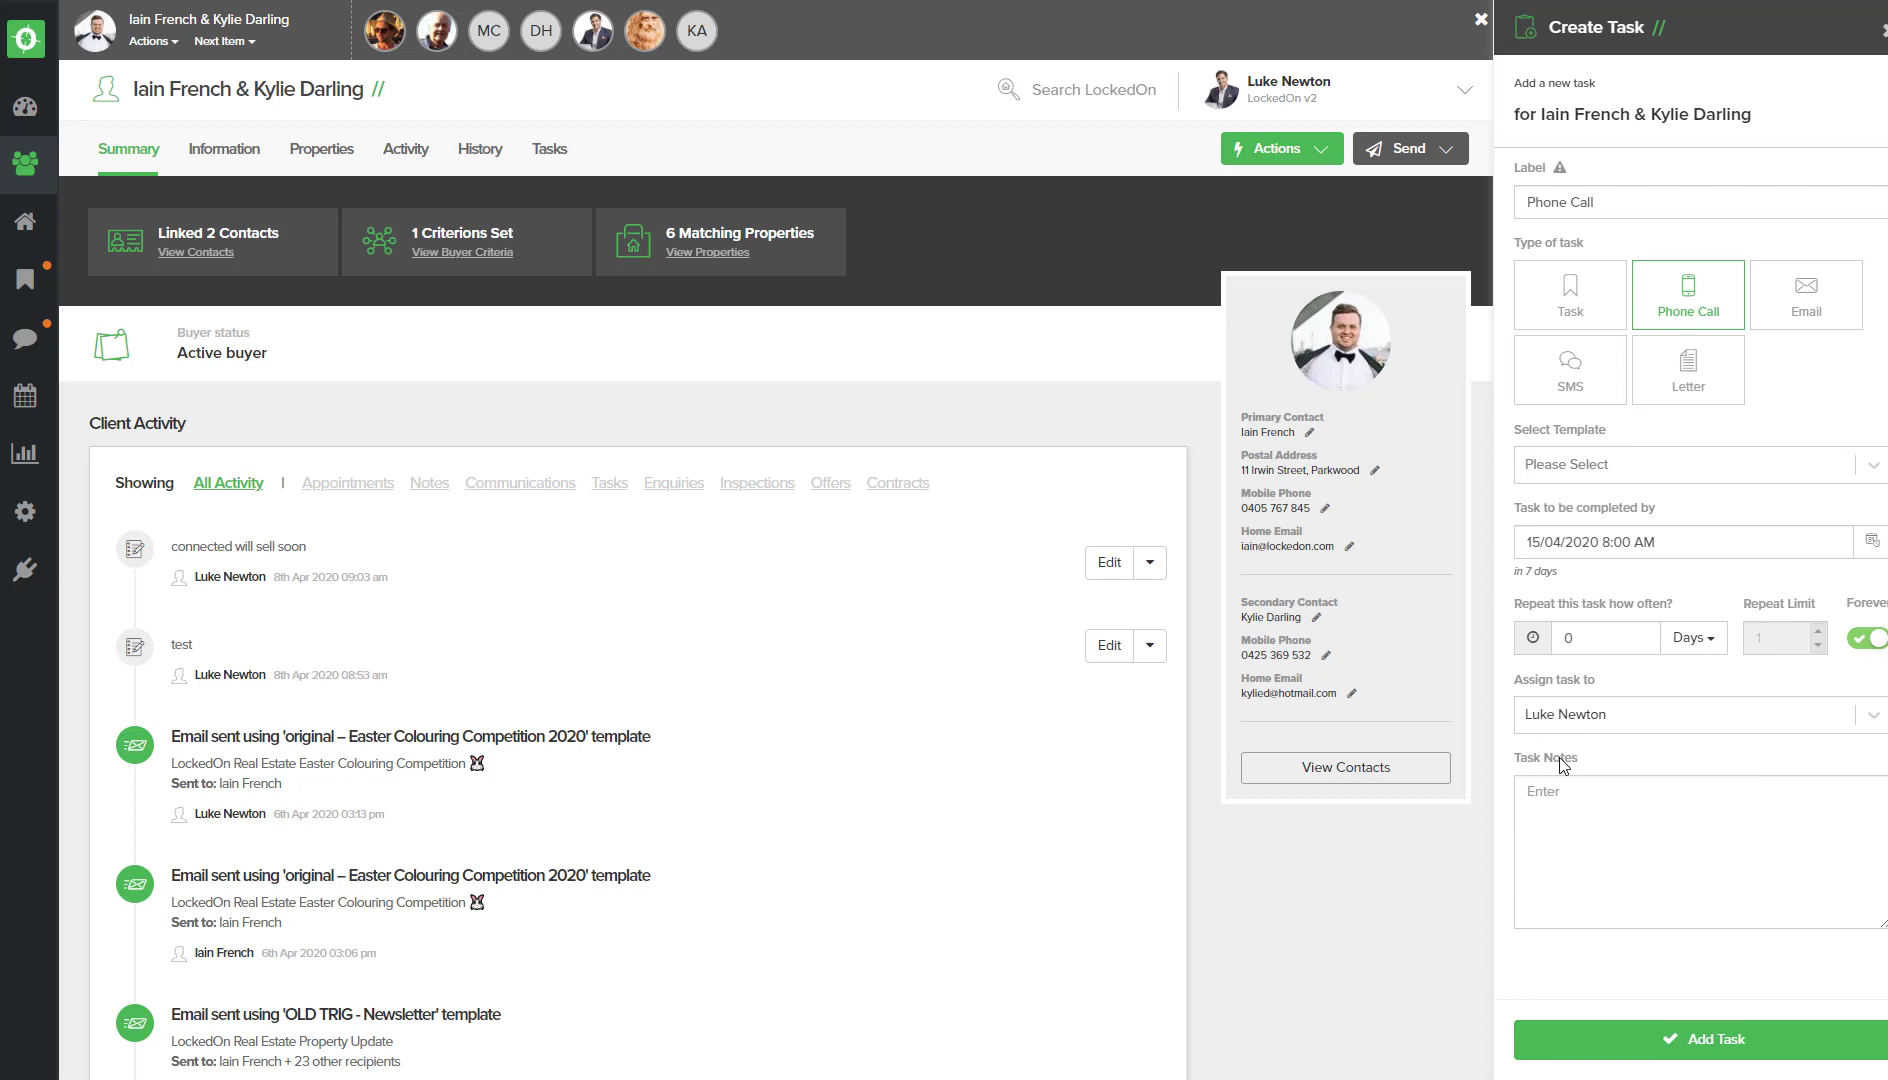 Iain French & Kylie Darling
Actions
Next Item
MC
DH
KA
Iain French & Kylie Darling //
Search LockedOn
Luke Newton
LockedOn v2
Summary
Information
Properties
Activity
History
Tasks
Actions
Send
Linked 2 Contacts
View Contacts
1 Criterions Set
View Buyer Criteria
6 Matching Properties
View Properties
Buyer status
Active buyer
Client Activity
Showing All Activity | Appointments Notes Communications Tasks Enquiries Inspections Offers Contracts
connected will sell soon
Luke Newton 8th Apr 2020 09:03 am
Edit
test
Luke Newton 8th Apr 2020 08:53 am
Edit
Email sent using 'original – Easter Colouring Competition 2020' template
LockedOn Real Estate Easter Colouring Competition
Sent to: Iain French
Luke Newton 6th Apr 2020 03:13 pm
Email sent using 'original – Easter Colouring Competition 2020' template
LockedOn Real Estate Easter Colouring Competition
Sent to: Iain French
Iain French 6th Apr 2020 03:06 pm
Email sent using 'OLD TRIG - Newsletter' template
LockedOn Real Estate Property Update
Sent to: Iain French + 23 other recipients
Primary Contact
Iain French
Postal Address
11 Irwin Street, Parkwood
Mobile Phone
0405 767 845
Home Email
iain@lockedon.com
Secondary Contact
Kylie Darling
Mobile Phone
0425 369 532
Home Email
kylied@hotmail.com
View Contacts
Create Task //
Add a new task
for Iain French & Kylie Darling
Label
Phone Call
Type of task
Task
Phone Call
Email
SMS
Letter
Select Template
Please Select
Task to be completed by
15/04/2020 8:00 AM
in 7 days
Repeat this task how often?
Repeat Limit
Forever
0
Days
1
Assign task to
Luke Newton
Task Notes
Enter
Add Task